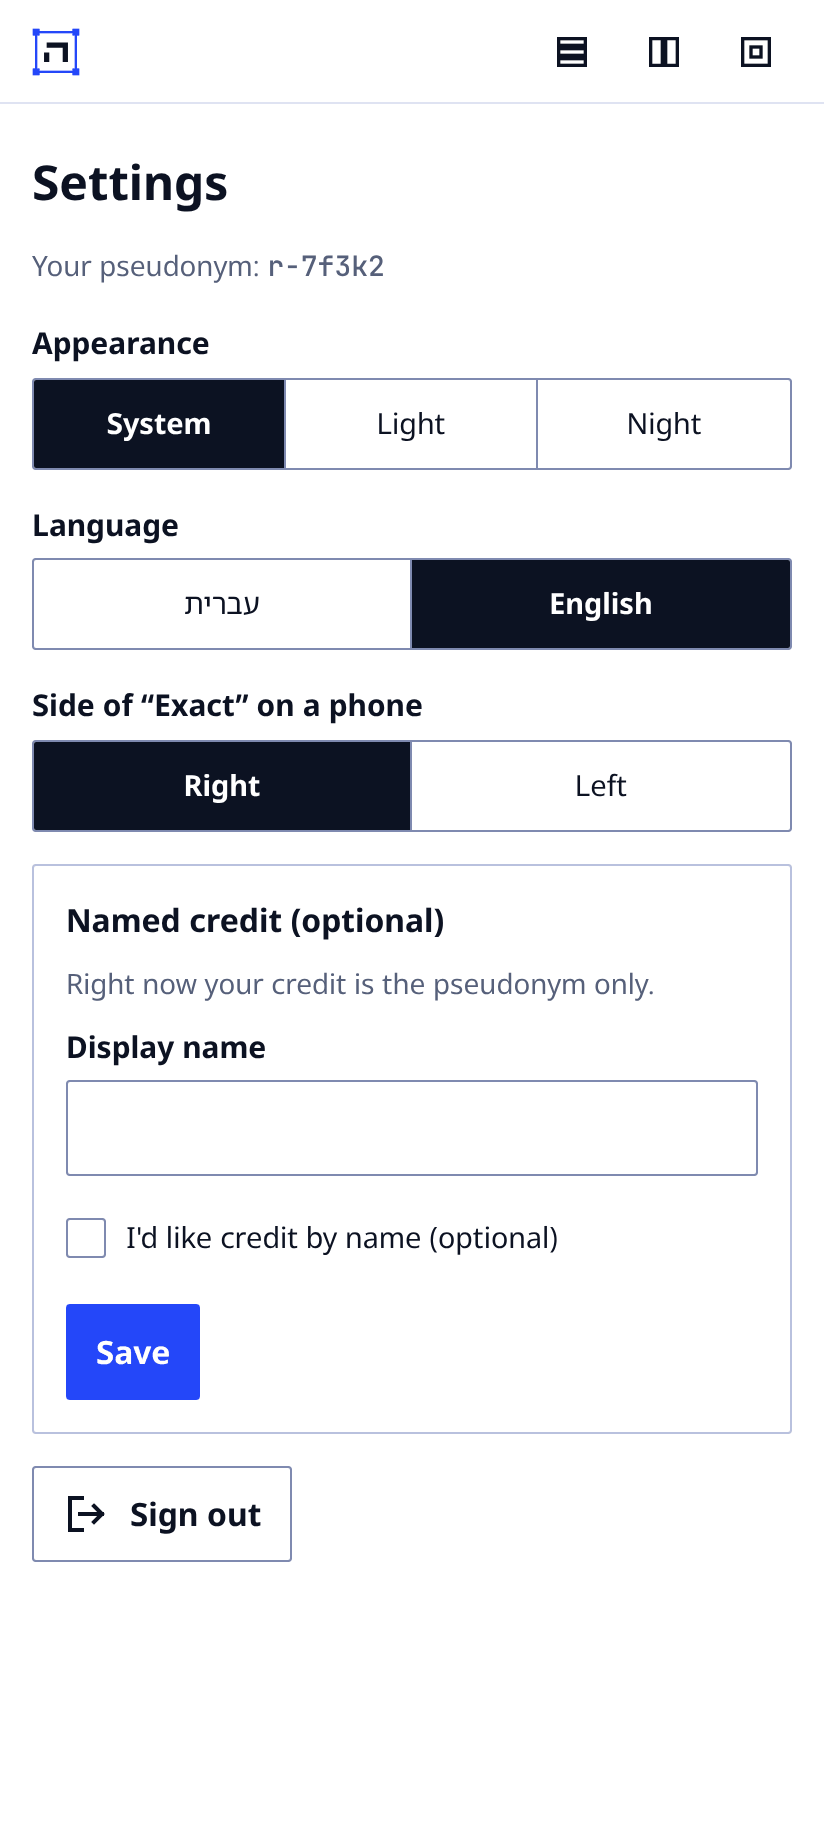 Settings
Your pseudonym: r-7f3k2
Appearance
System Light Night
Language
עברית English
Side of “Exact” on a phone
Right Left
Named credit (optional)
Right now your credit is the pseudonym only.
Display name
I'd like credit by name (optional)
Save
Sign out